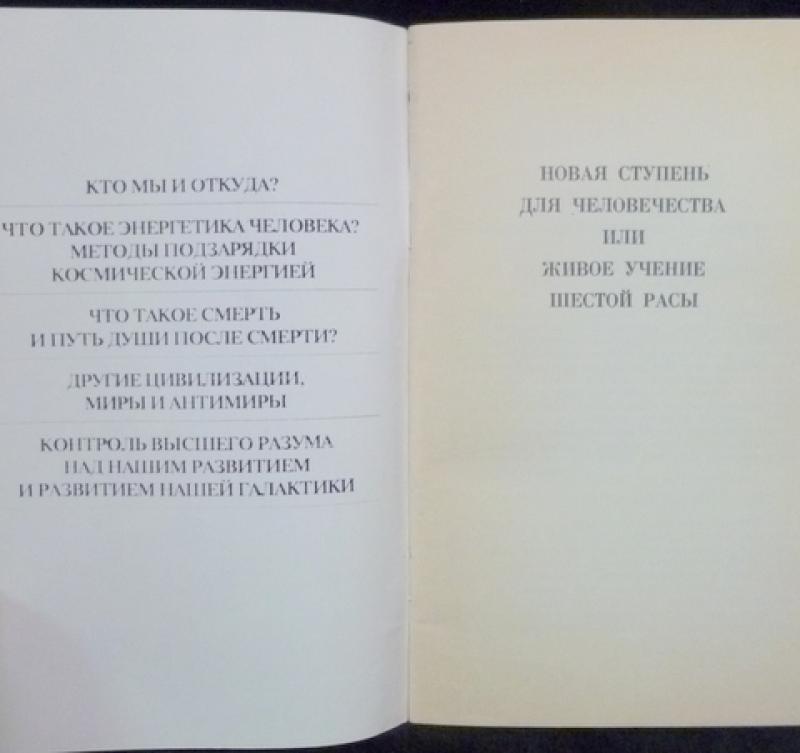 КТО МЫ И ОТКУДА?
ЧТО ТАКОЕ ЭНЕРГЕТИКА ЧЕЛОВЕКА?
МЕТОДЫ ПОДЗАРЯДКИ
КОСМИЧЕСКОЙ ЭНЕРГИЕЙ
ЧТО ТАКОЕ СМЕРТЬ
И ПУТЬ ДУШИ ПОСЛЕ СМЕРТИ?
ДРУГИЕ ЦИВИЛИЗАЦИИ,
МИРЫ И АНТИМИРЫ
КОНТРОЛЬ ВЫСШЕГО РАЗУМА
НАД НАШИМ РАЗВИТИЕМ
И РАЗВИТИЕМ НАШЕЙ ГАЛАКТИКИ
НОВАЯ СТУПЕНЬ
ДЛЯ ЧЕЛОВЕЧЕСТВА
ИЛИ
ЖИВОЕ УЧЕНИЕ
ШЕСТОЙ РАСЫ